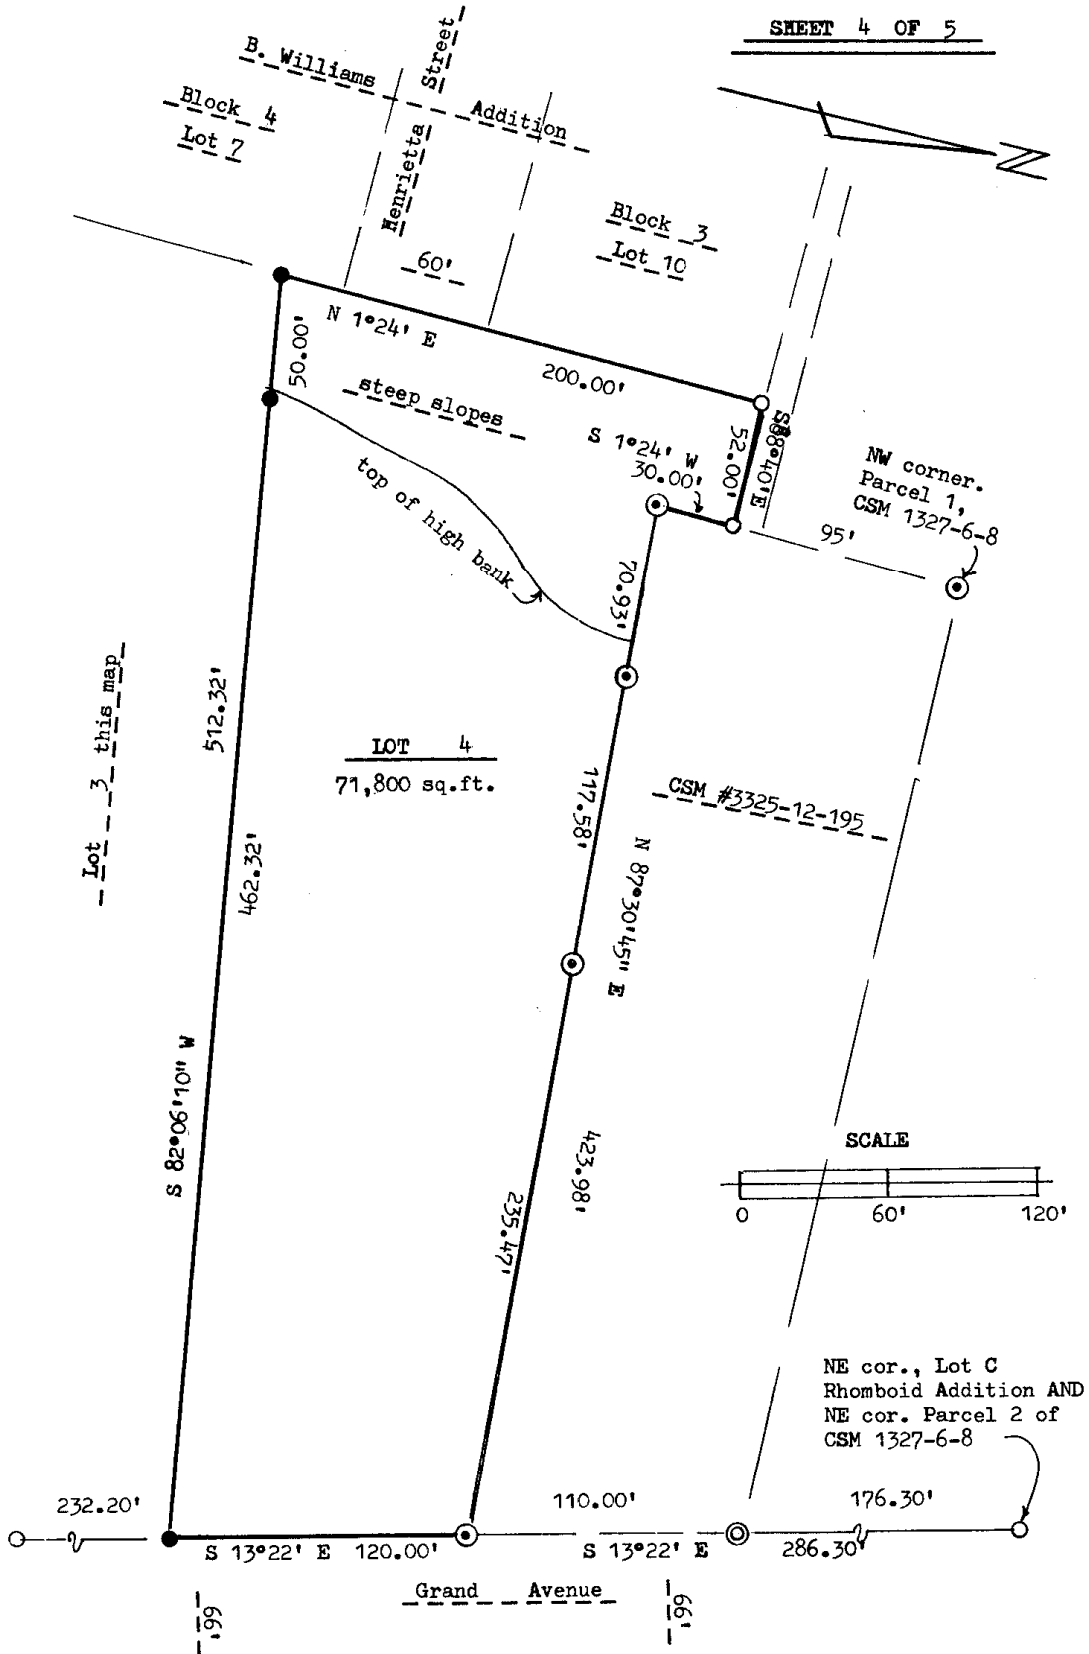 SHEET 4 OF 5
B. Williams Addition
Henrietta Street
Block 4
Lot 7
Block 3
Lot 10
60'
N 1°24' E
200.00'
50.00'
steep slopes
S 1°24' W
30.00'
52.00'
S 88°40' E
NW corner.
Parcel 1,
CSM 1327-6-8
95'
top of high bank
70.93'
Lot 3 this map
512.32'
LOT 4
71,800 sq.ft.
117.58'
CSM #3325-12-195
462.32'
N 87°30'45" E
S 82°06'10" W
423.98'
235.47'
SCALE
0 60' 120'
NE cor., Lot C
Rhomboid Addition AND
NE cor. Parcel 2 of
CSM 1327-6-8
232.20'
110.00'
176.30'
S 13°22' E 120.00'
S 13°22' E
286.30'
Grand Avenue
66'
66'